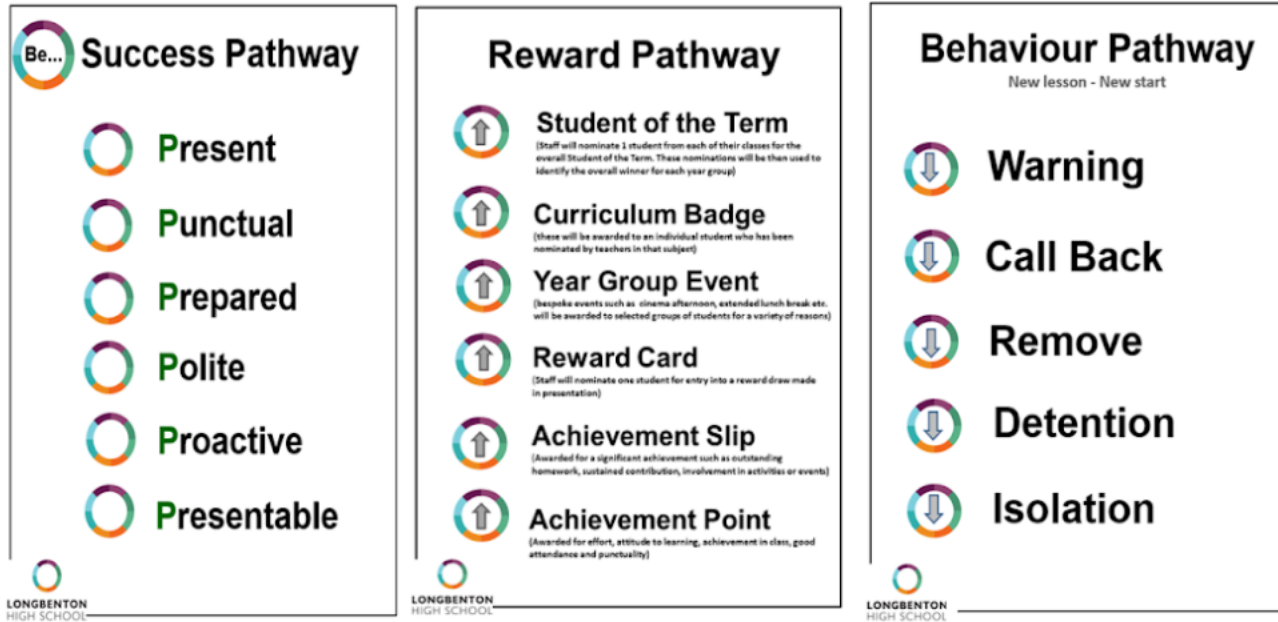 Be...
Success Pathway
Present
Punctual
Prepared
Polite
Proactive
Presentable
LONGBENTON
HIGH SCHOOL
Reward Pathway
Student of the Term
(Staff will nominate 1 student from each of their classes for the
overall Student of the Term. These nominations will be then used to
identify the overall winner for each year group)
Curriculum Badge
(these will be awarded to an individual student who has been
nominated by teachers in that subject)
Year Group Event
(bespoke events such as cinema afternoon, extended lunch break etc.
will be awarded to selected groups of students for a variety of reasons)
Reward Card
(Staff will nominate one student for entry into a reward draw made
in presentation)
Achievement Slip
(Awarded for a significant achievement such as outstanding
homework, sustained contribution, involvement in activities or events)
Achievement Point
(Awarded for effort, attitude to learning, achievement in class, good
attendance and punctuality)
LONGBENTON
HIGH SCHOOL
Behaviour Pathway
New lesson - New start
Warning
Call Back
Remove
Detention
Isolation
LONGBENTON
HIGH SCHOOL